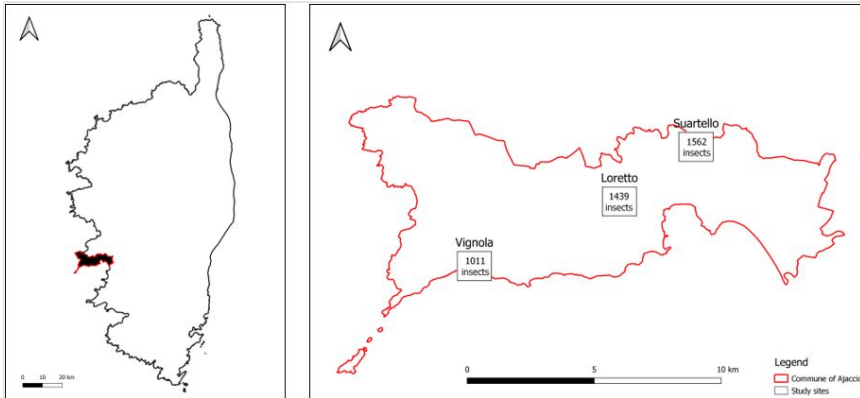 0 10 20 km
Suartello
1562
insects
Loretto
1439
insects
Vignola
1011
insects
0 5 10 km
Legend
Commune of Ajaccio
Study sites